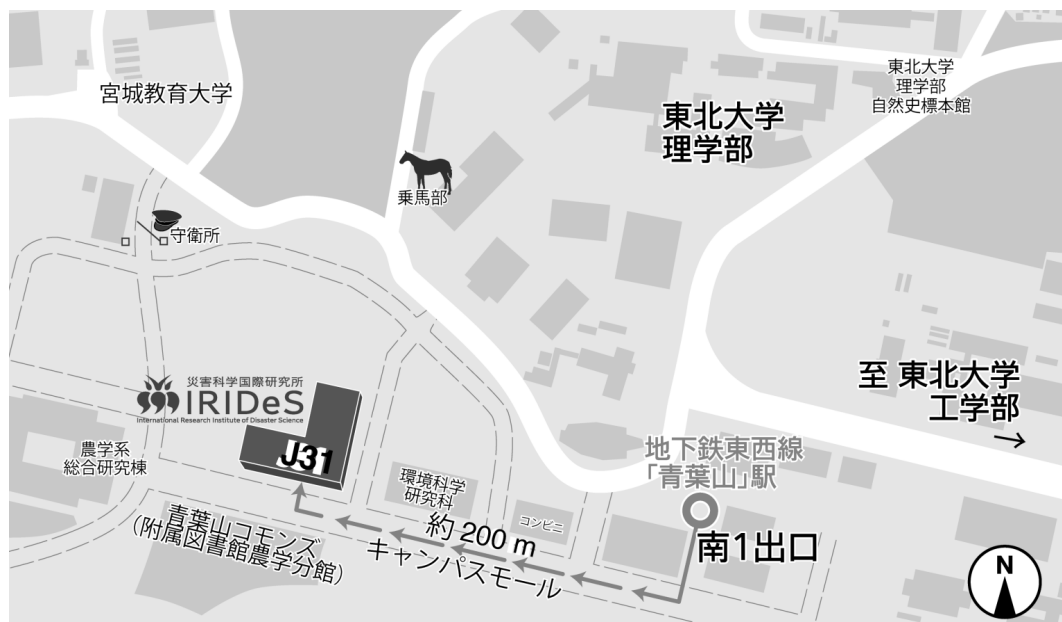 宮城教育大学
東北大学
理学部
自然史標本館
東北大学
理学部
乗馬部
守衛所
至 東北大学
工学部
災害科学国際研究所
IRIDeS
International Research Institute of Disaster Science
J31
地下鉄東西線
「青葉山」駅
農学系
総合研究棟
環境科学
研究科
コンビニ
青葉山コモンズ
(附属図書館農学分館)
約 200 m
キャンパスモール
南1出口
N